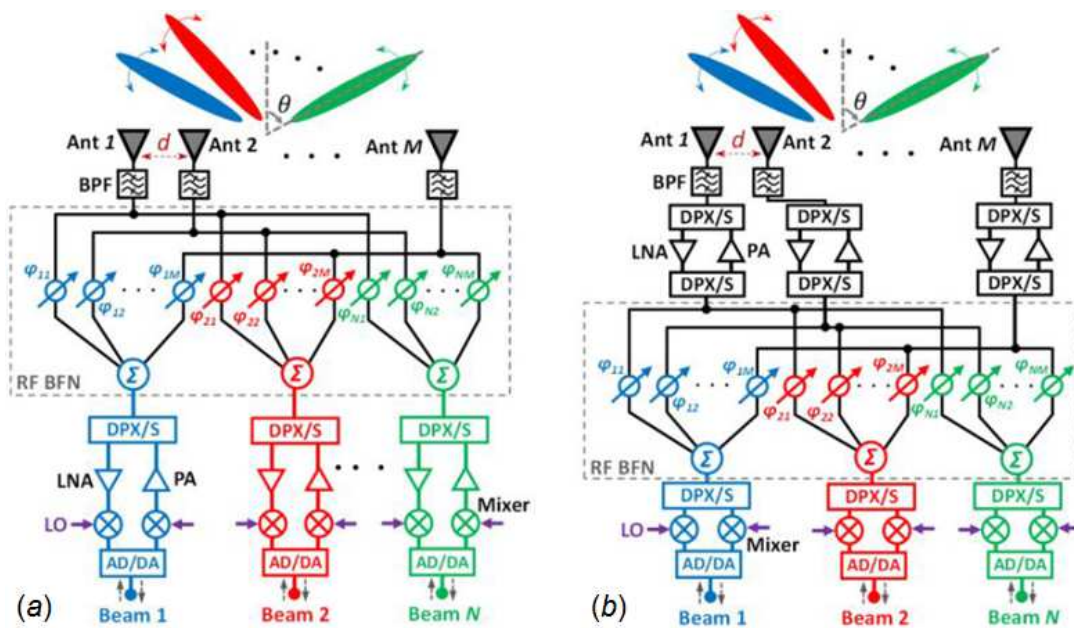 θ
Ant 1
d
Ant 2
Ant M
BPF
φ11
φ12
φ1M
φ21
φ22
φ2M
φN1
φN2
φNM
Σ
Σ
Σ
RF BFN
DPX/S
DPX/S
DPX/S
LNA
PA
LO
Mixer
AD/DA
AD/DA
AD/DA
(a)
Beam 1
Beam 2
Beam N
θ
Ant 1
d
Ant 2
Ant M
BPF
DPX/S
DPX/S
DPX/S
LNA
PA
DPX/S
DPX/S
DPX/S
φ11
φ12
φ1M
φ21
φ22
φ2M
φN1
φN2
φNM
Σ
Σ
Σ
RF BFN
DPX/S
DPX/S
DPX/S
LO
Mixer
AD/DA
AD/DA
AD/DA
(b)
Beam 1
Beam 2
Beam N